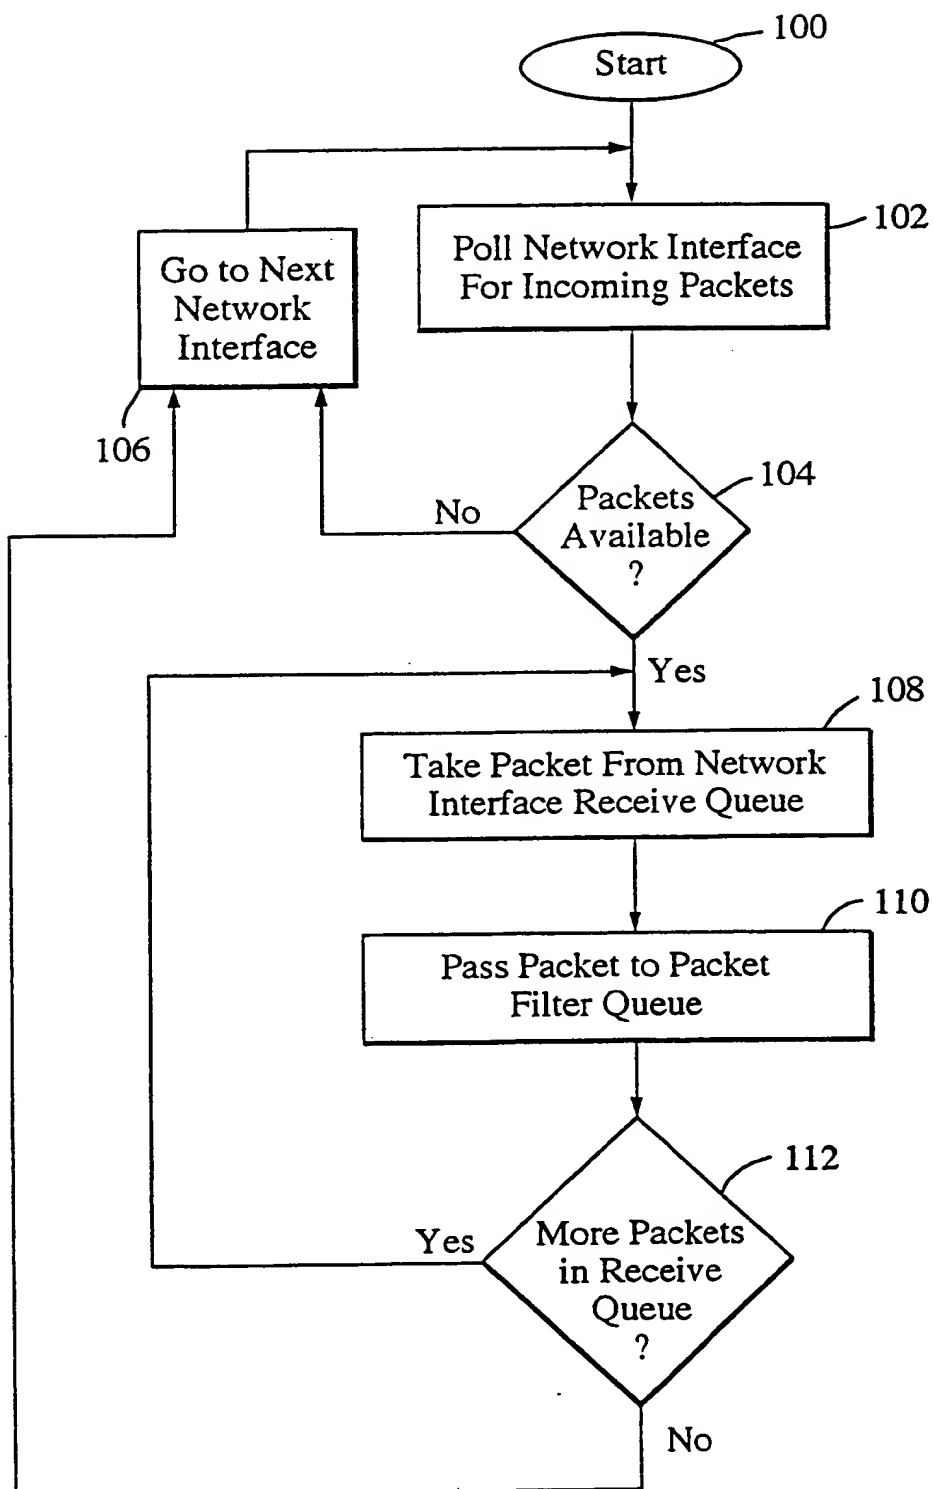 100
Start
102
Poll Network Interface
For Incoming Packets
Go to Next
Network
Interface
106
104
Packets
Available
?
No
Yes
108
Take Packet From Network
Interface Receive Queue
110
Pass Packet to Packet
Filter Queue
112
More Packets
in Receive
Queue
?
Yes
No